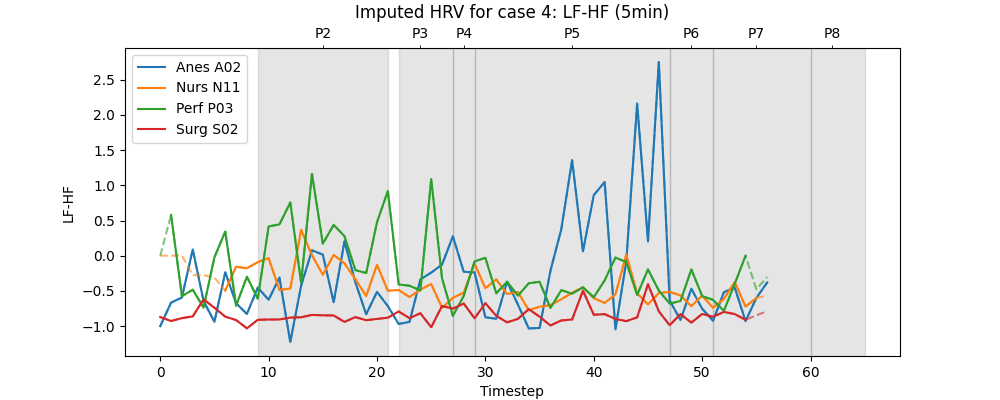 Imputed HRV for case 4: LF-HF (5min)
P2 P3 P4 P5 P6 P7 P8
Anes A02
Nurs N11
Perf P03
Surg S02
2.5
2.0
1.5
1.0
0.5
0.0
−0.5
−1.0
LF-HF
0 10 20 30 40 50 60
Timestep